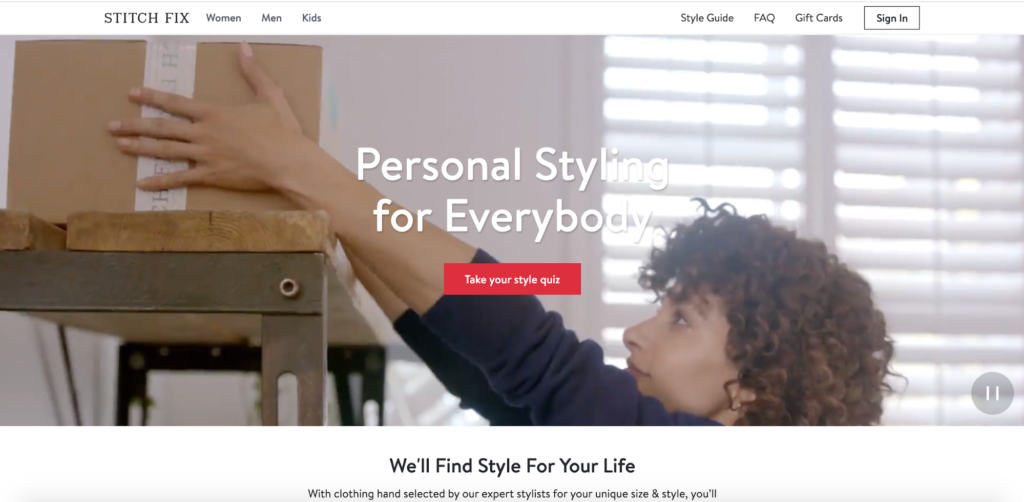 STITCH FIX Women Men Kids Style Guide FAQ Gift Cards Sign In
Personal Styling
for Everybody
Take your style quiz
We'll Find Style For Your Life
With clothing hand selected by our expert stylists for your unique size & style, you'll